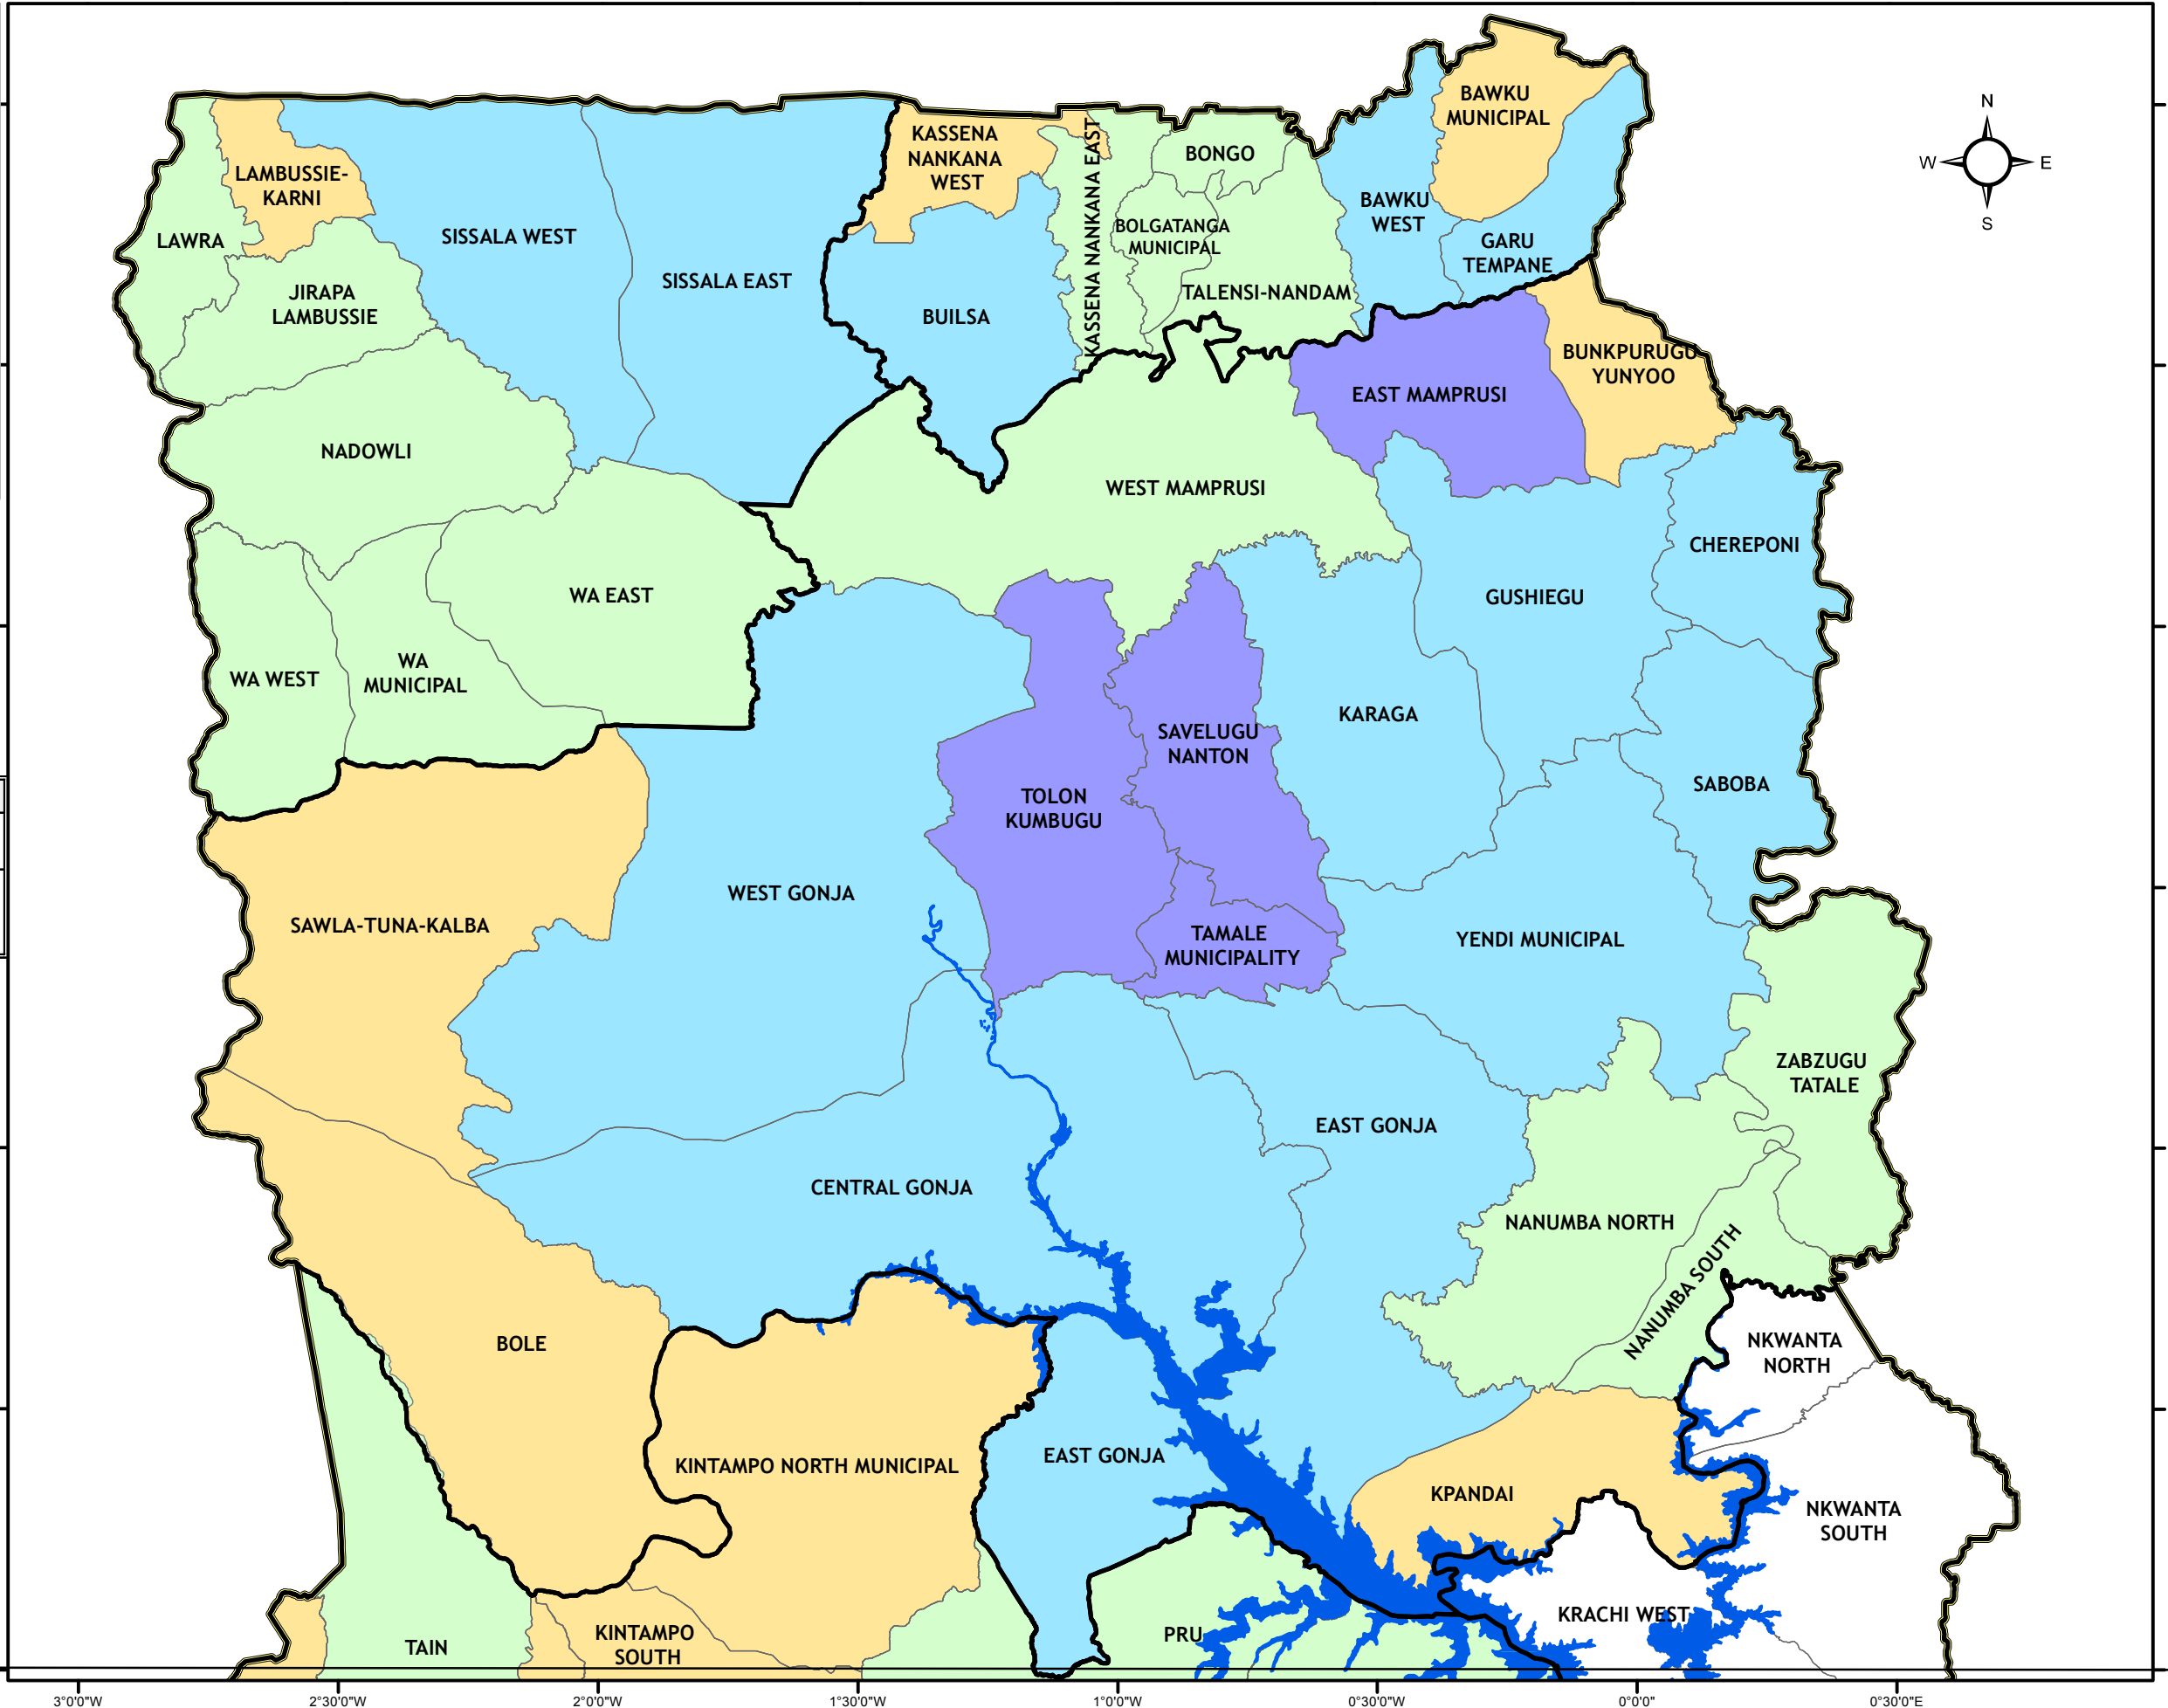 BAWKU
MUNICIPAL
N
W
E
S
KASSENA
NANKANA
WEST
KASSENA NANKANA EAST
BONGO
LAMBUSSIE-
KARNI
BAWKU
WEST
BOLGATANGA
MUNICIPAL
LAWRA
SISSALA WEST
GARU
TEMPANE
SISSALA EAST
JIRAPA
LAMBUSSIE
TALENSI-NANDAM
BUILSA
BUNKPURUGU
YUNYOO
EAST MAMPRUSI
NADOWLI
WEST MAMPRUSI
CHEREPONI
WA EAST
GUSHIEGU
WA
MUNICIPAL
WA WEST
KARAGA
SAVELUGU
NANTON
SABOBA
TOLON
KUMBUGU
WEST GONJA
SAWLA-TUNA-KALBA
TAMALE
MUNICIPALITY
YENDI MUNICIPAL
ZABZUGU
TATALE
EAST GONJA
CENTRAL GONJA
NANUMBA NORTH
NANUMBA SOUTH
BOLE
NKWANTA
NORTH
EAST GONJA
KINTAMPO NORTH MUNICIPAL
KPANDAI
NKWANTA
SOUTH
KRACHI WEST
PRU
KINTAMPO
SOUTH
TAIN
3°0'0"W
2°30'0"W
2°0'0"W
1°30'0"W
1°0'0"W
0°30'0"W
0°0'0"
0°30'0"E